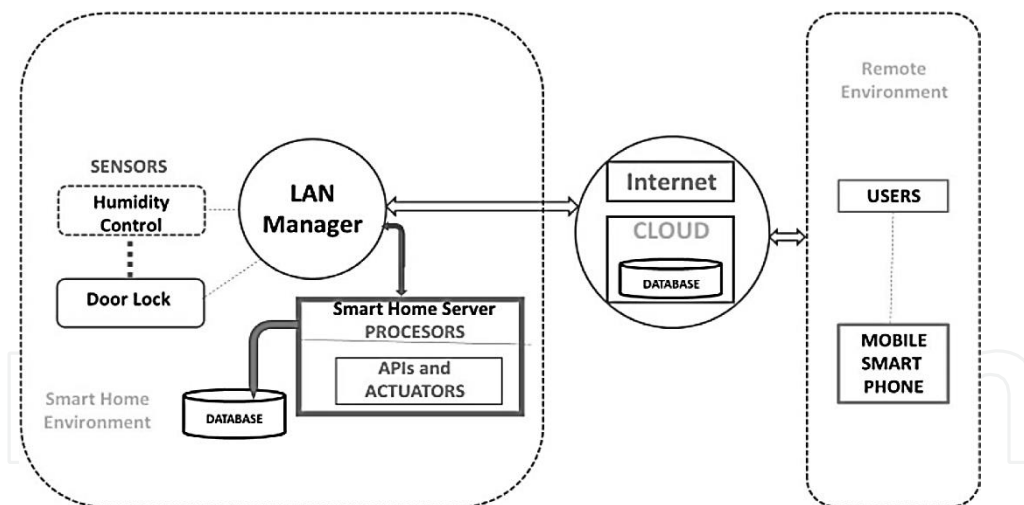 SENSORS
Humidity
Control
Door Lock
LAN
Manager
Smart Home Server
PROCESORS
APIs and
ACTUATORS
DATABASE
Smart Home
Environment
Internet
CLOUD
DATABASE
Remote
Environment
USERS
MOBILE
SMART
PHONE